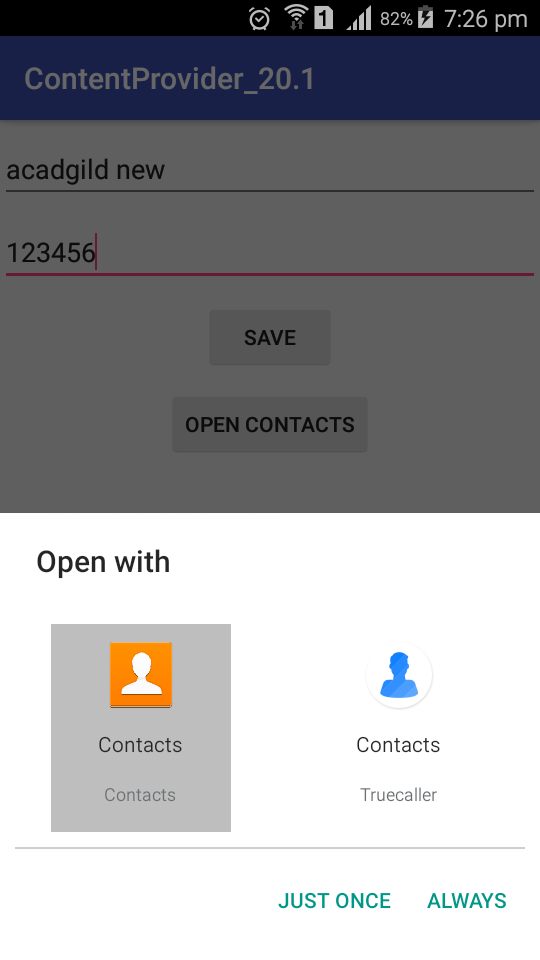 1 82% 7:26 pm
ContentProvider_20.1
acadgild new
123456
SAVE
OPEN CONTACTS
Open with
Contacts Contacts
Contacts Truecaller
JUST ONCE ALWAYS